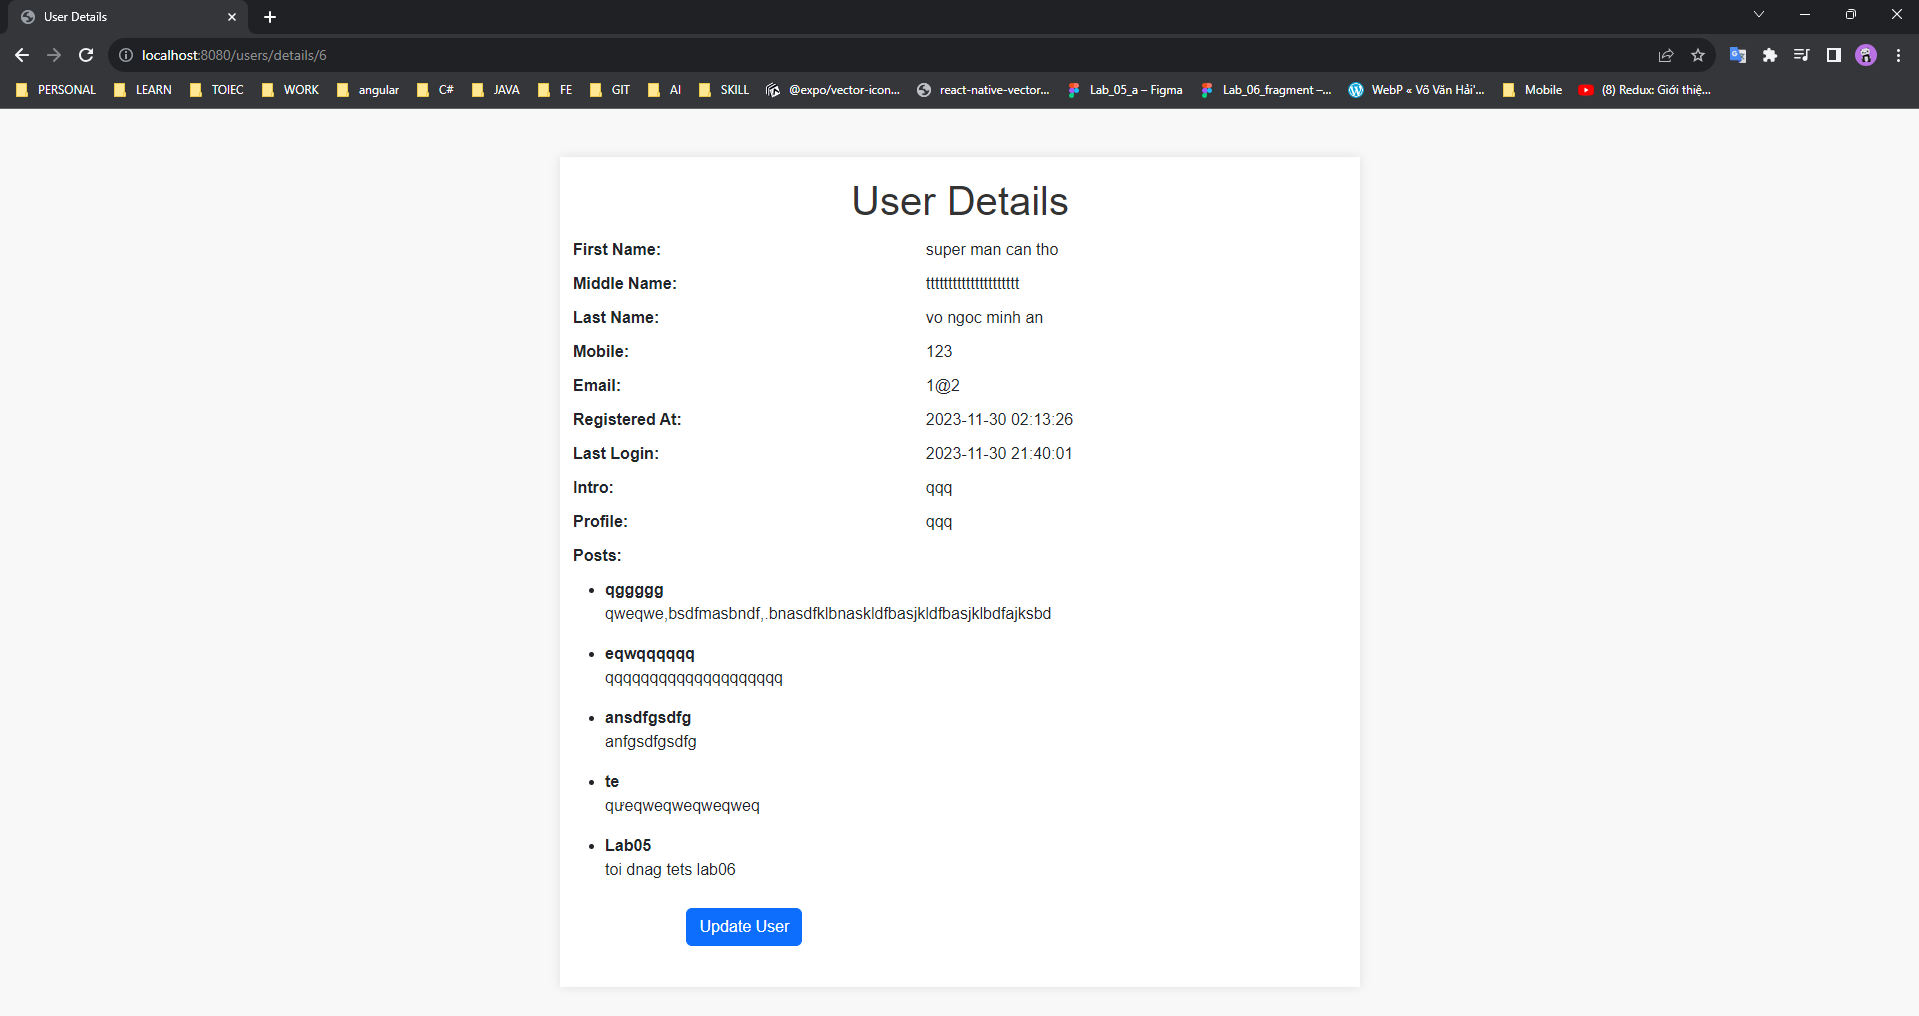 User Details
localhost:8080/users/details/6
PERSONAL LEARN TOIEC WORK angular C# JAVA FE GIT AI SKILL @expo/vector-icon... react-native-vector... Lab_05_a – Figma Lab_06_fragment –... WebP « Võ Văn Hải'... Mobile (8) Redux: Giới thiệ...
User Details
First Name: super man can tho
Middle Name: ttttttttttttttttttttt
Last Name: vo ngoc minh an
Mobile: 123
Email: 1@2
Registered At: 2023-11-30 02:13:26
Last Login: 2023-11-30 21:40:01
Intro: qqq
Profile: qqq
Posts:
qggggg
qweqwe,bsdfmasbndf,.bnasdfklbnaskldfbasjkldfbasjklbdfajksbd
eqwqqqqqq
qqqqqqqqqqqqqqqqqqqq
ansdfgsdfg
anfgsdfgsdfg
te
qưeqweqweqweqweq
Lab05
toi dnag tets lab06
Update User